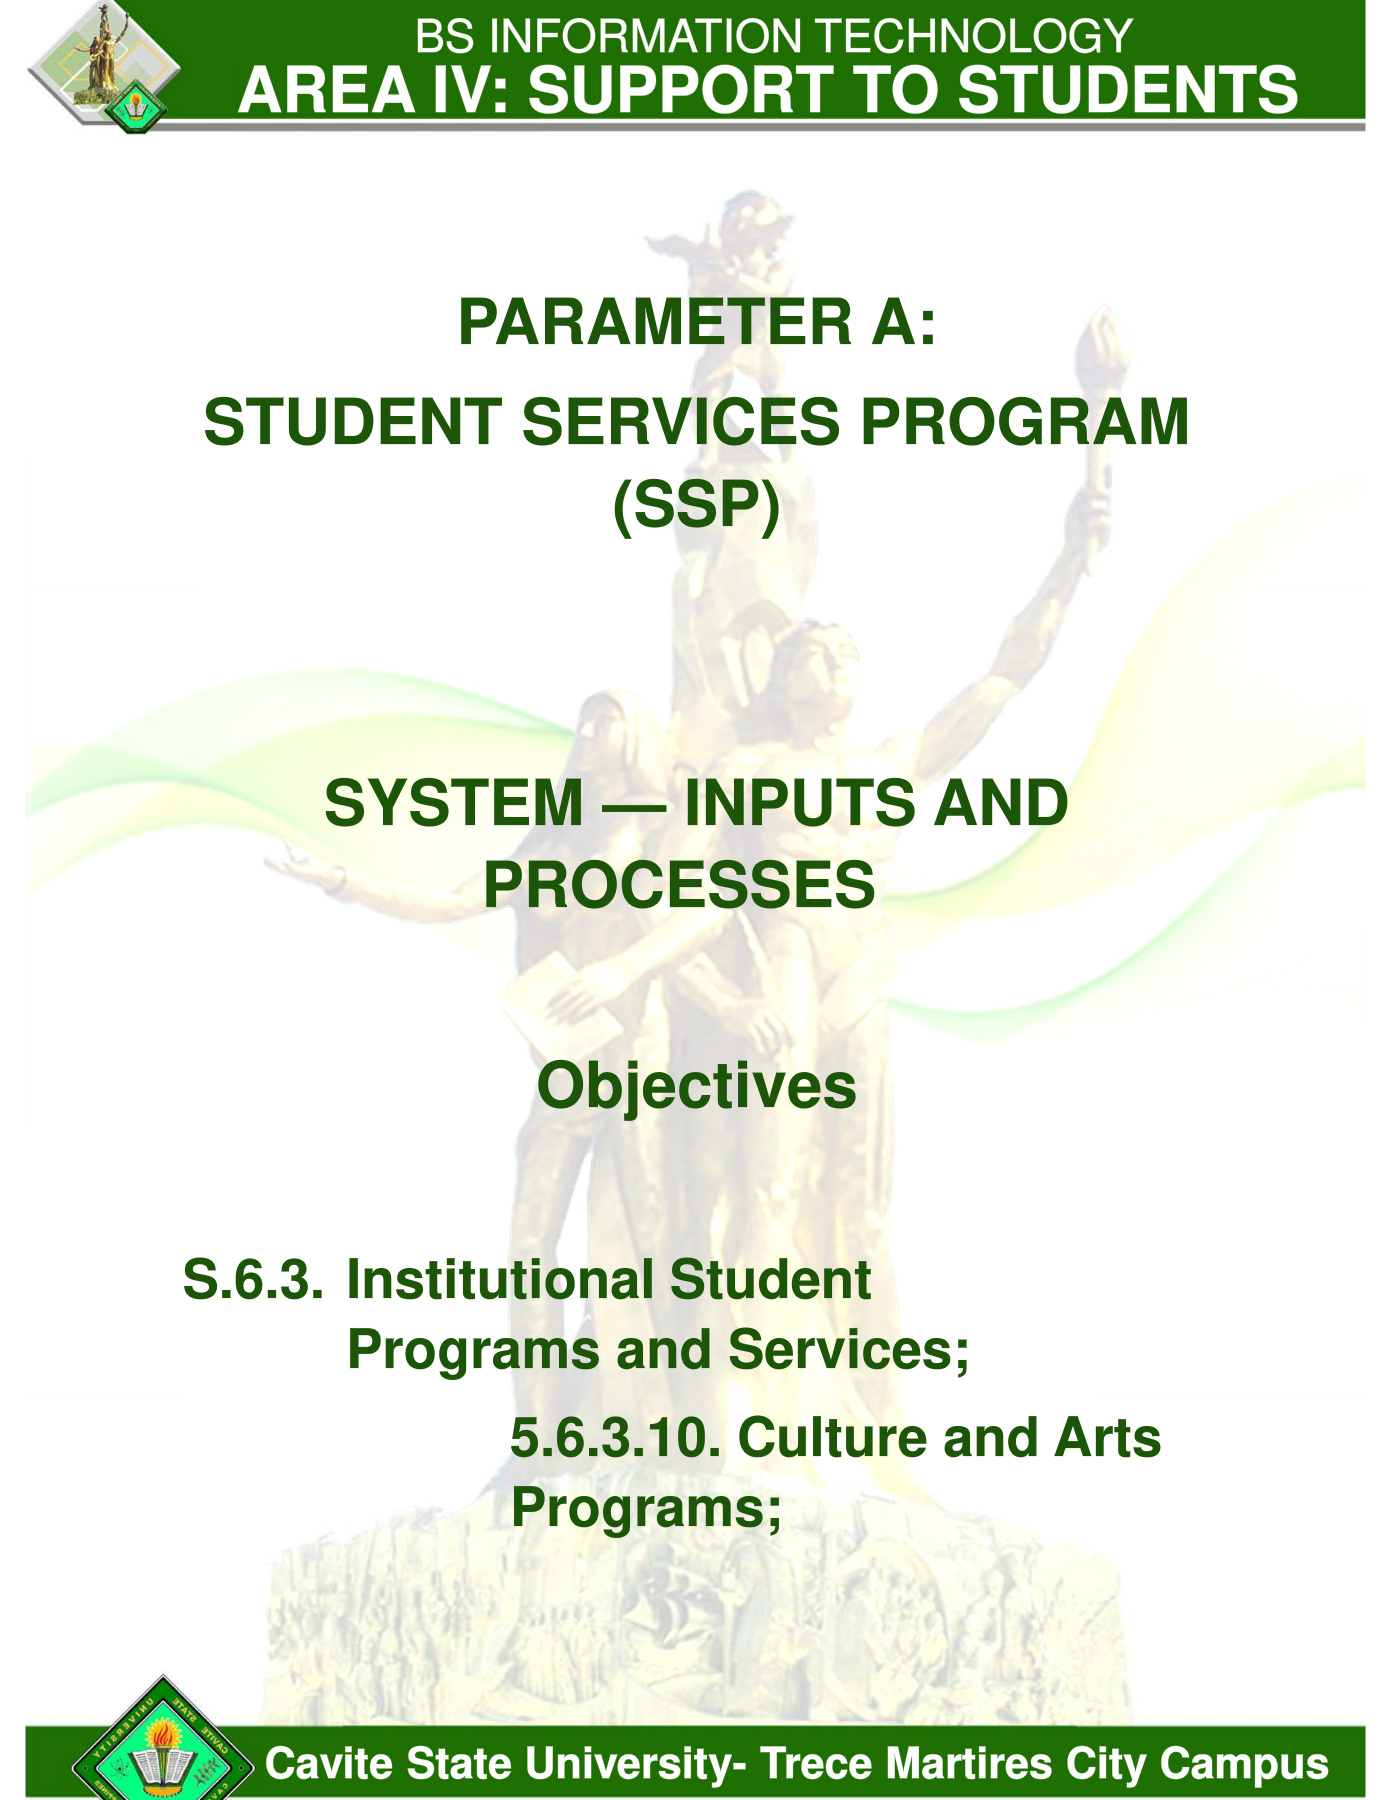 BS INFORMATION TECHNOLOGY
AREA IV: SUPPORT TO STUDENTS
PARAMETER A:
STUDENT SERVICES PROGRAM
(SSP)
SYSTEM — INPUTS AND
PROCESSES
Objectives
S.6.3. Institutional Student
Programs and Services;
5.6.3.10. Culture and Arts
Programs;
Cavite State University- Trece Martires City Campus